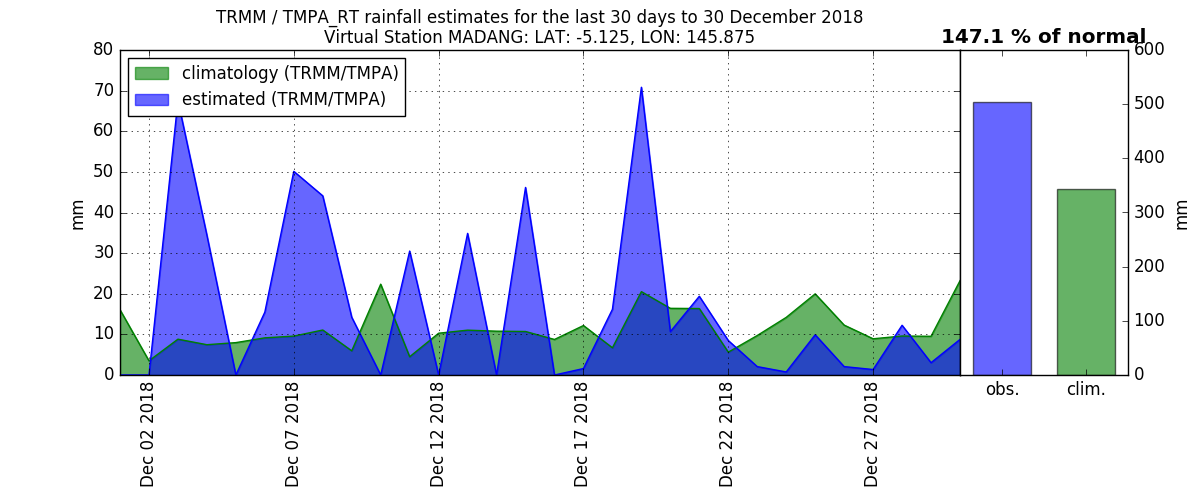 TRMM / TMPA_RT rainfall estimates for the last 30 days to 30 December 2018
Virtual Station MADANG: LAT: -5.125, LON: 145.875
147.1 % of normal
climatology (TRMM/TMPA)
estimated (TRMM/TMPA)
80
70
60
50
40
30
20
10
0
mm
Dec 02 2018
Dec 07 2018
Dec 12 2018
Dec 17 2018
Dec 22 2018
Dec 27 2018
600
500
400
300
200
100
0
mm
obs.
clim.